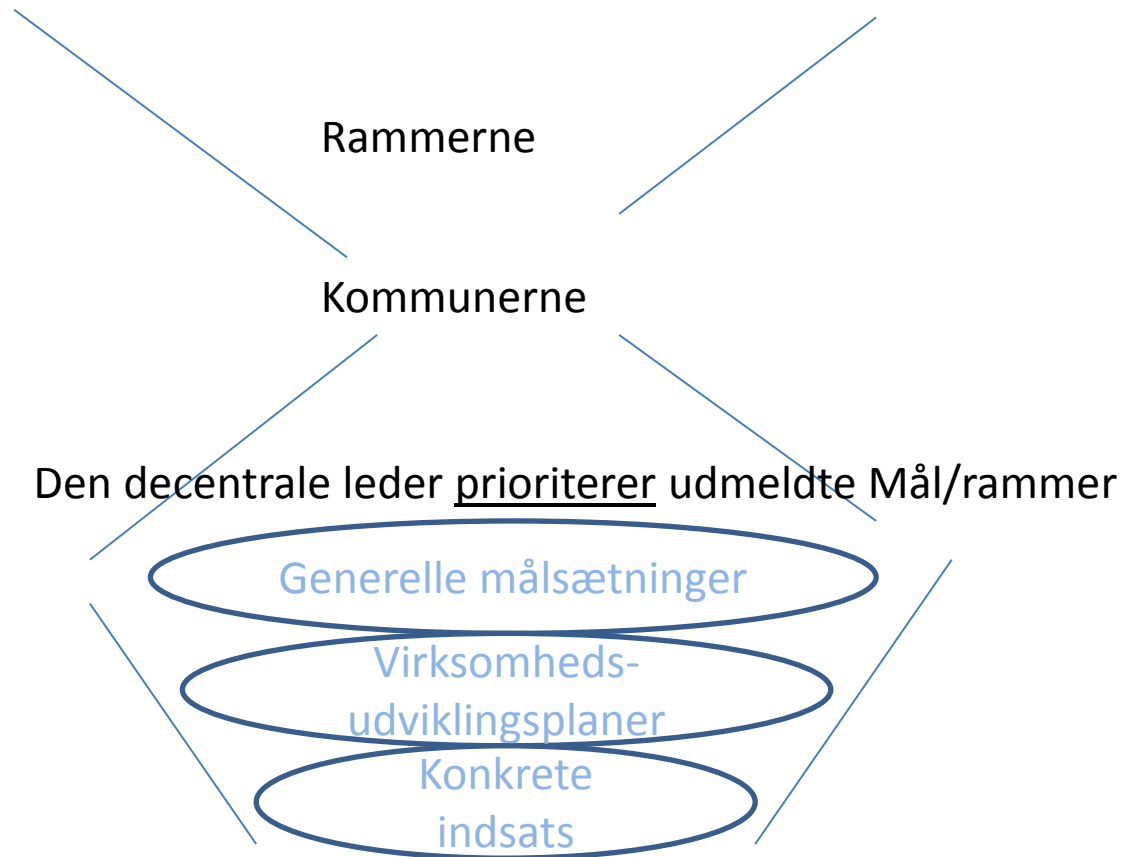 Rammerne
Kommunerne
Den decentrale leder prioriterer udmeldte Mål/rammer
Generelle målsætninger
Virksomheds-
udviklingsplaner
Konkrete
indsats